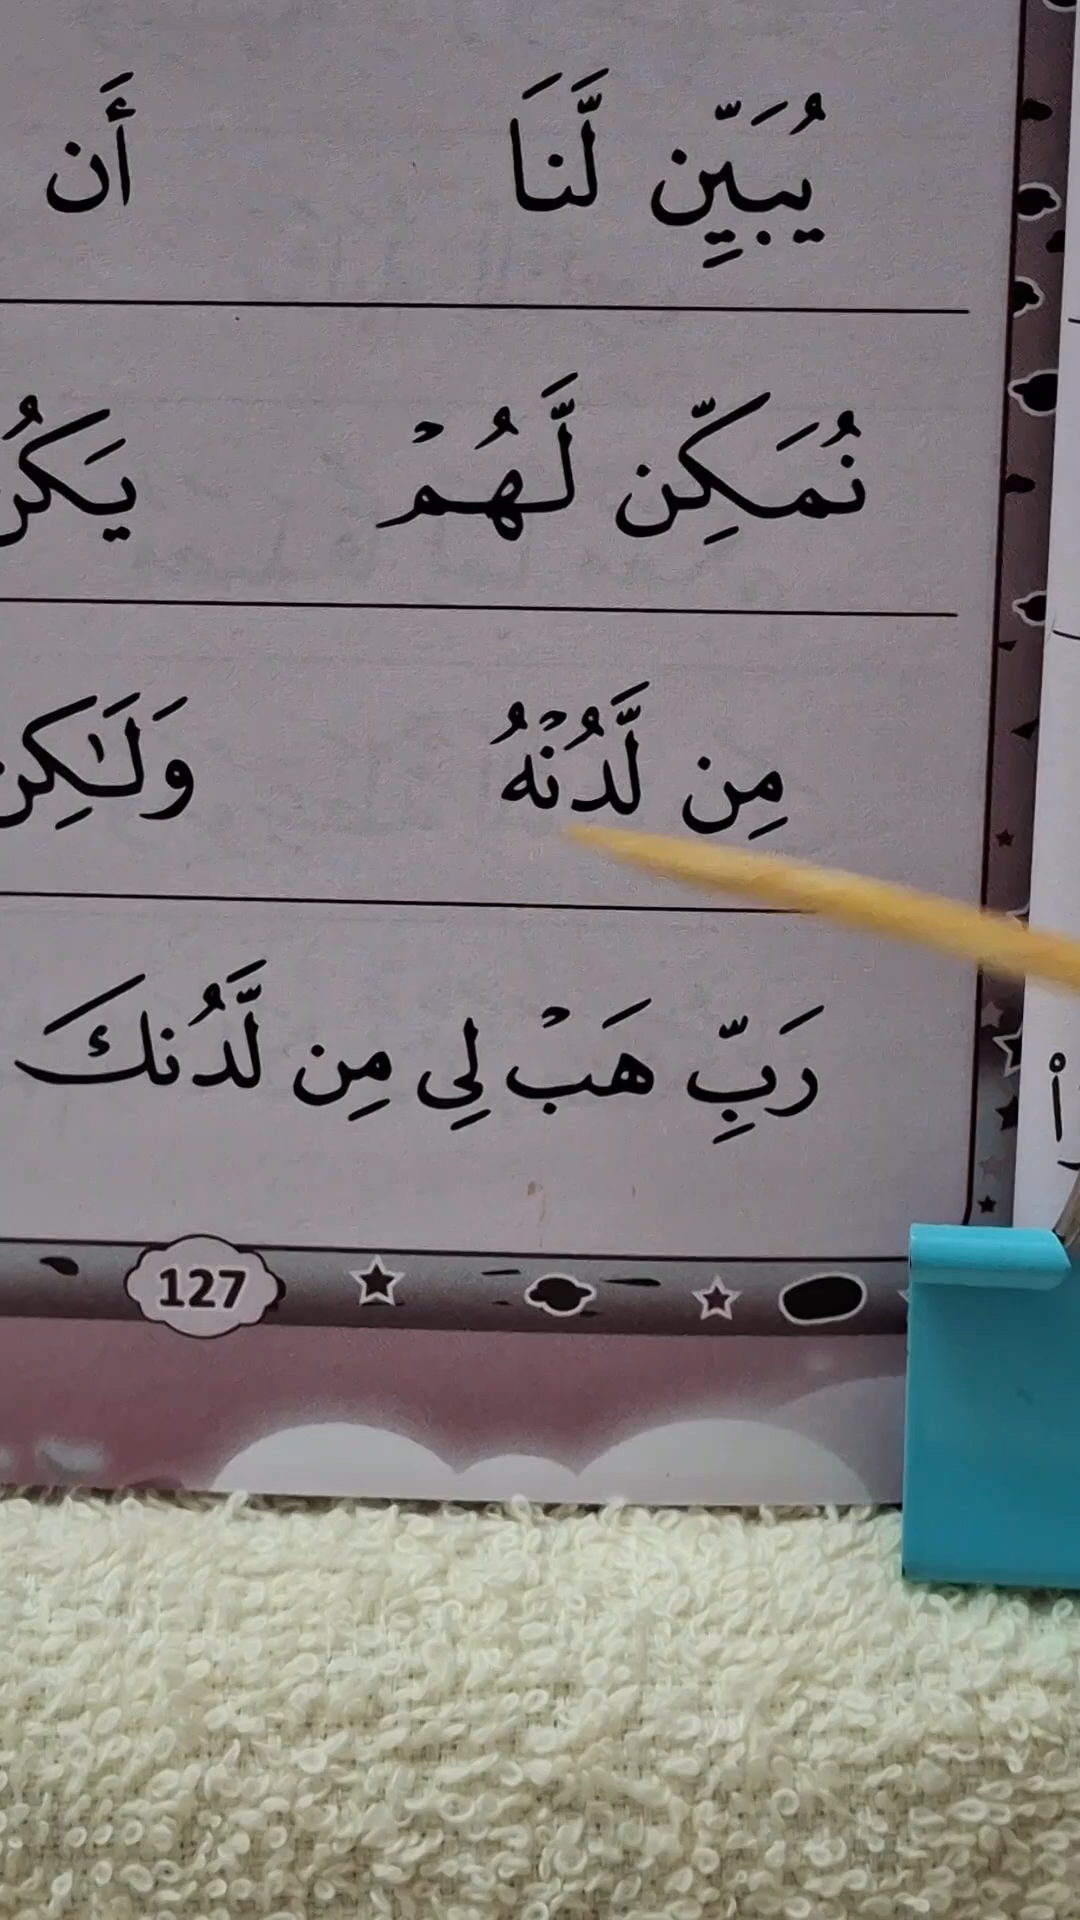 يُبَيِّن لَّنَا أَن
نُمَكِّن لَّهُمۡ
مِن لَّدُنۡهُ وَلَـٰكِن
رَبِّ هَبۡ لِى مِن لَّدُنكَ
127